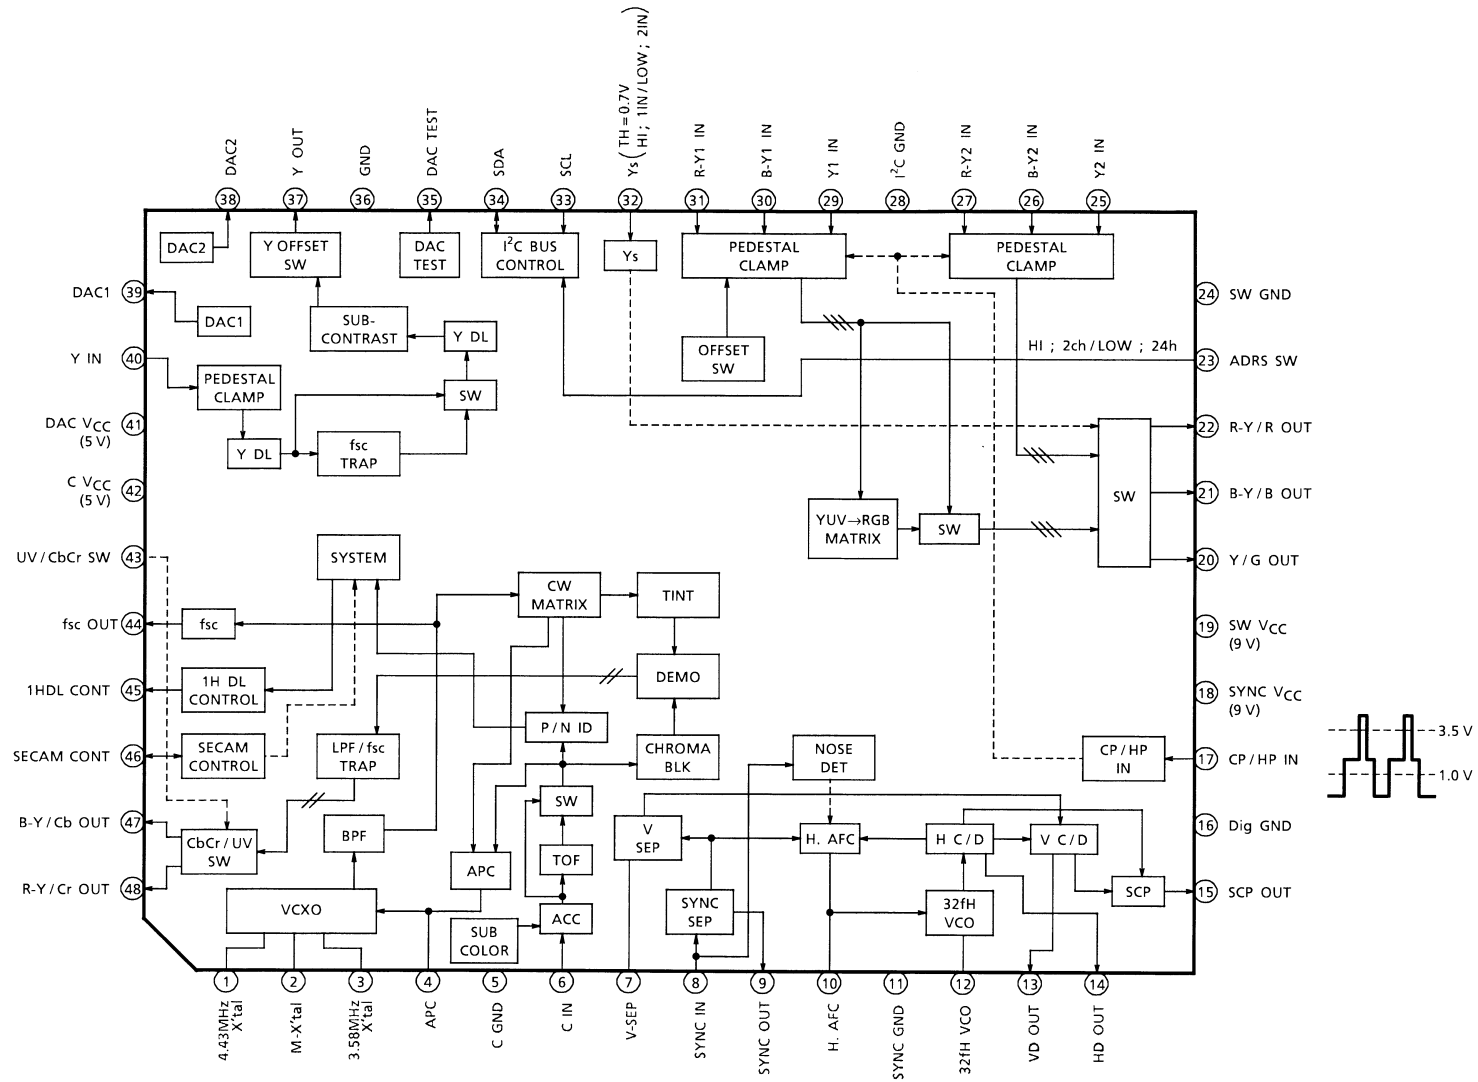 Ys (TH = 0.7V
HI ; 1IN / LOW ; 2IN)
DAC2
Y OUT
GND
DAC TEST
SDA
SCL
R-Y1 IN
B-Y1 IN
Y1 IN
I²C GND
R-Y2 IN
B-Y2 IN
Y2 IN
38
37
36
35
34
33
32
31
30
29
28
27
26
25
DAC2
Y OFFSET
SW
DAC
TEST
I²C BUS
CONTROL
Ys
PEDESTAL
CLAMP
PEDESTAL
CLAMP
DAC1
39
DAC1
SUB-
CONTRAST
Y DL
OFFSET
SW
24
SW GND
Y IN
40
HI ; 2ch / LOW ; 24h
23
ADRS SW
PEDESTAL
CLAMP
SW
DAC VCC
(5 V)
41
Y DL
fsc
TRAP
22
R-Y / R OUT
C VCC
(5 V)
42
YUV→RGB
MATRIX
SW
SW
21
B-Y / B OUT
UV / CbCr SW
43
SYSTEM
20
Y / G OUT
CW
MATRIX
TINT
fsc OUT
44
fsc
19
SW VCC
(9 V)
1HDL CONT
45
1H DL
CONTROL
DEMO
18
SYNC VCC
(9 V)
P / N ID
SECAM CONT
46
SECAM
CONTROL
LPF / fsc
TRAP
CHROMA
BLK
NOSE
DET
CP / HP
IN
17
CP / HP IN
3.5 V
1.0 V
SW
B-Y / Cb OUT
47
CbCr / UV
SW
BPF
V
SEP
H. AFC
H C / D
V C / D
16
Dig GND
APC
TOF
R-Y / Cr OUT
48
VCXO
SUB
COLOR
ACC
SYNC
SEP
32fH
VCO
SCP
15
SCP OUT
1
2
3
4
5
6
7
8
9
10
11
12
13
14
4.43MHz
X'tal
M-X'tal
3.58MHz
X'tal
APC
C GND
C IN
V-SEP
SYNC IN
SYNC OUT
H. AFC
SYNC GND
32fH VCO
VD OUT
HD OUT